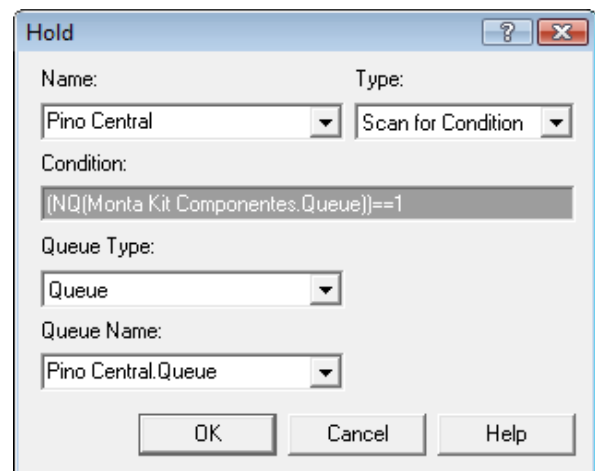 Hold
Name: Type:
Pino Central Scan for Condition
Condition:
(NQ(Monta Kit Componentes.Queue))==1
Queue Type:
Queue
Queue Name:
Pino Central.Queue
OK Cancel Help